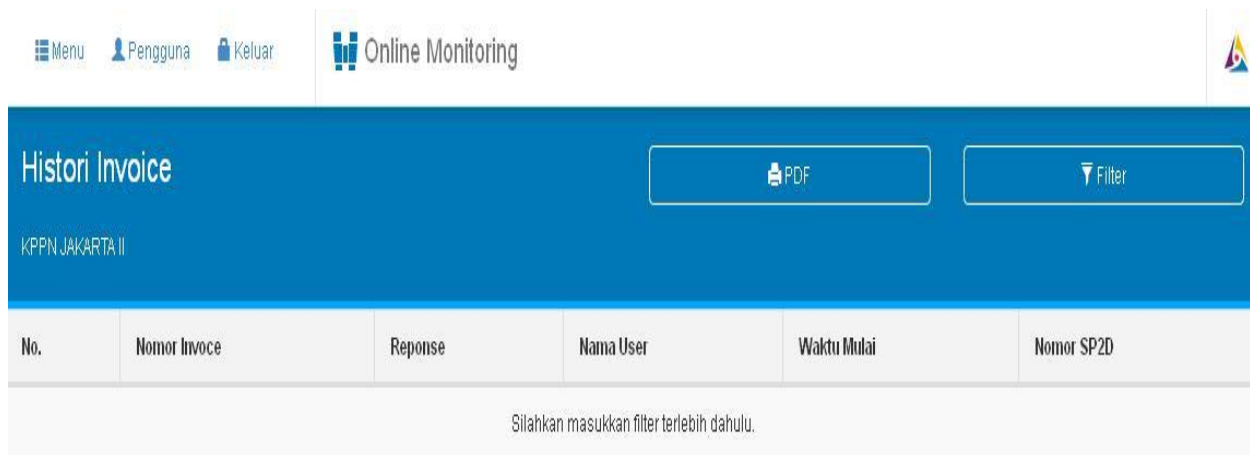 Menu Pengguna Keluar Online Monitoring
Histori Invoice PDF Filter
KPPN JAKARTA II
No. Nomor Invoce Reponse Nama User Waktu Mulai Nomor SP2D
Silahkan masukkan filter terlebih dahulu.